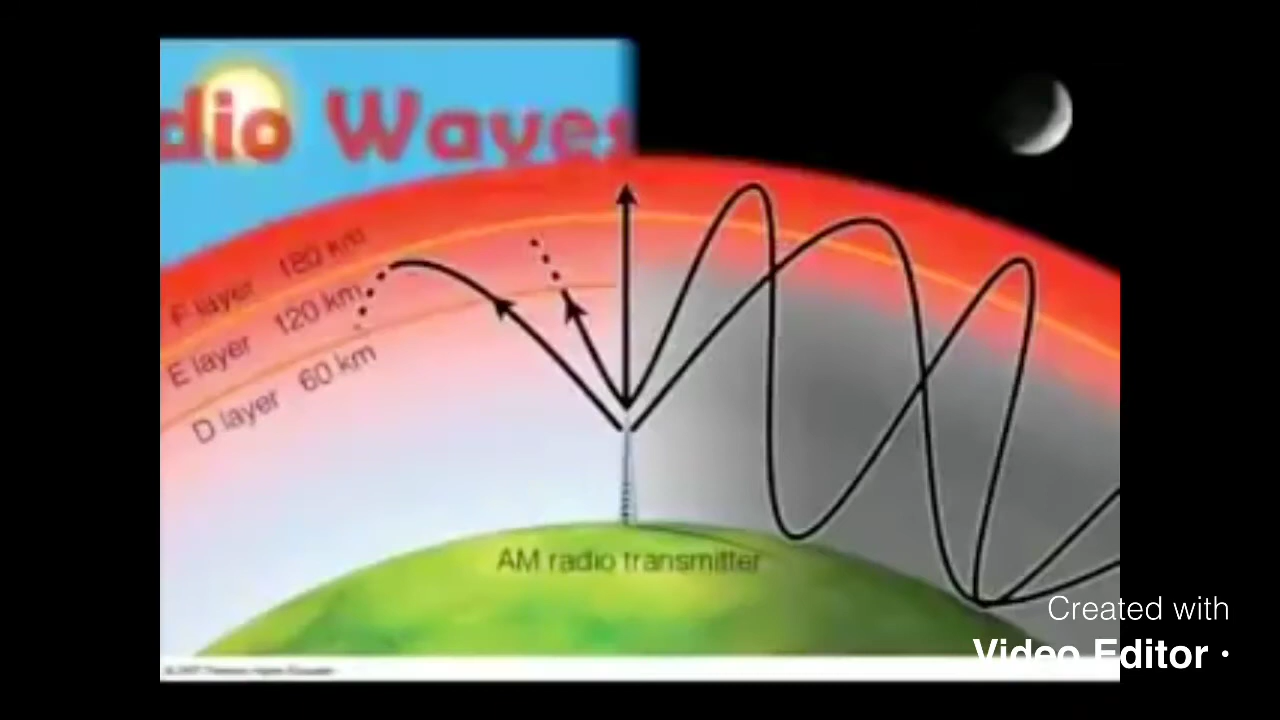 dio Waves
F layer 180 km
E layer 120 km
D layer 60 km
AM radio transmitter
Created with
Video Editor ·